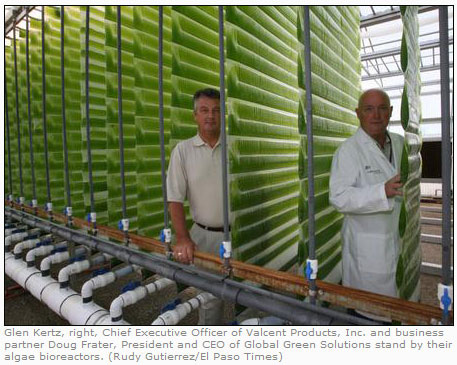 Glen Kertz, right, Chief Executive Officer of Valcent Products, Inc. and business
partner Doug Frater, President and CEO of Global Green Solutions stand by their
algae bioreactors. (Rudy Gutierrez/El Paso Times)